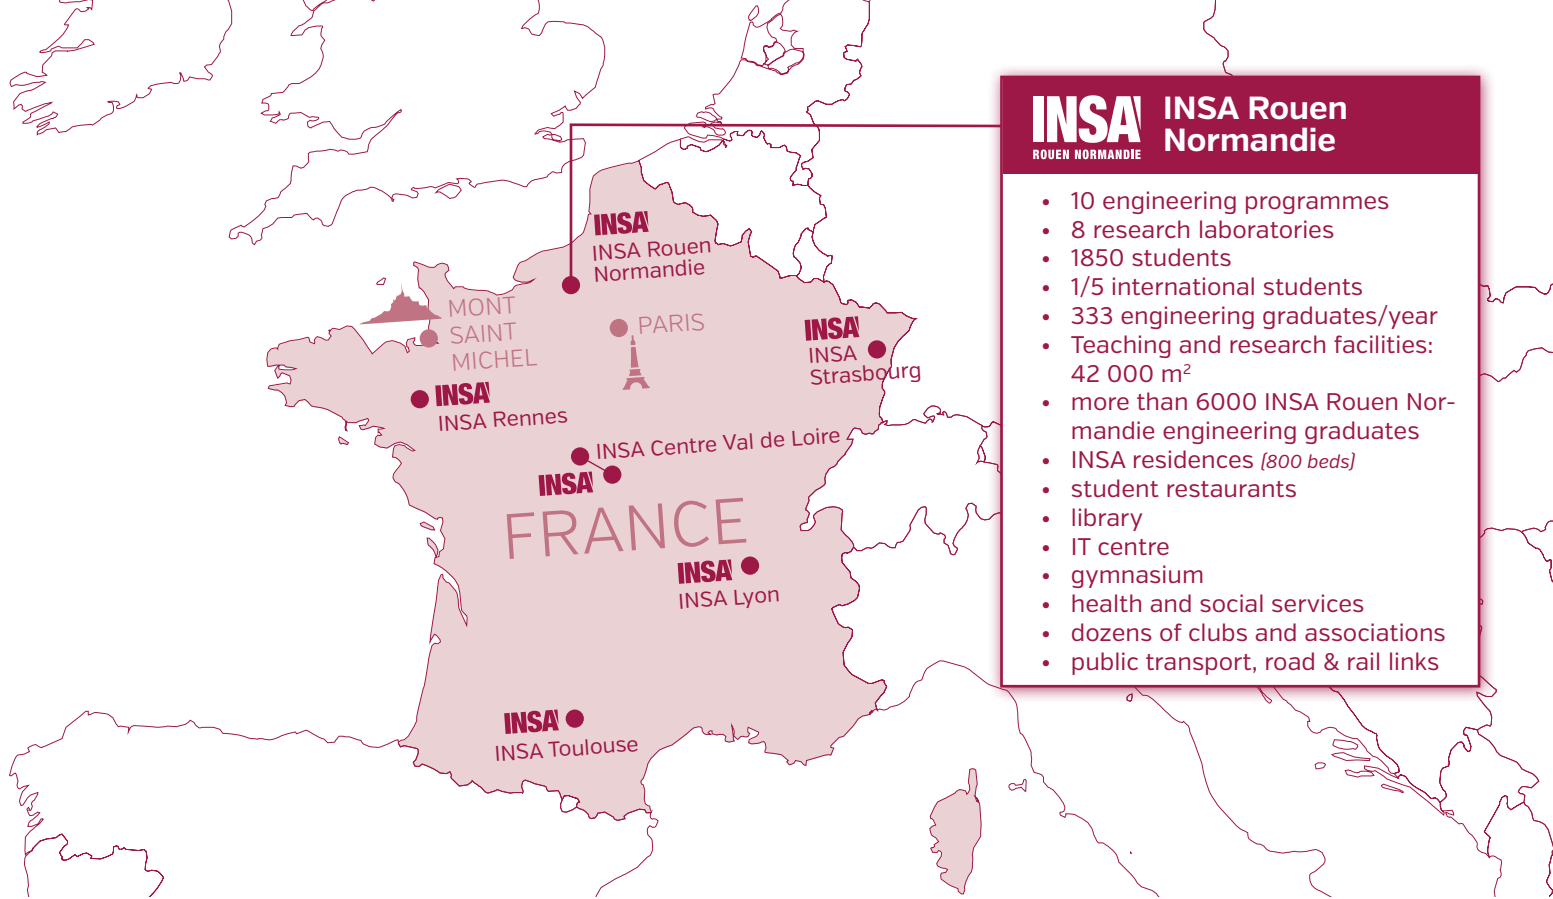 INSA
ROUEN NORMANDIE
INSA Rouen
Normandie
• 10 engineering programmes
• 8 research laboratories
• 1850 students
• 1/5 international students
• 333 engineering graduates/year
• Teaching and research facilities:
42 000 m²
• more than 6000 INSA Rouen Nor-
mandie engineering graduates
• INSA residences (800 beds)
• student restaurants
• library
• IT centre
• gymnasium
• health and social services
• dozens of clubs and associations
• public transport, road & rail links
INSA
INSA Rouen
Normandie
MONT
SAINT
MICHEL
PARIS
INSA
INSA
Strasbourg
INSA
INSA Rennes
INSA Centre Val de Loire
INSA
FRANCE
INSA
INSA Lyon
INSA
INSA Toulouse